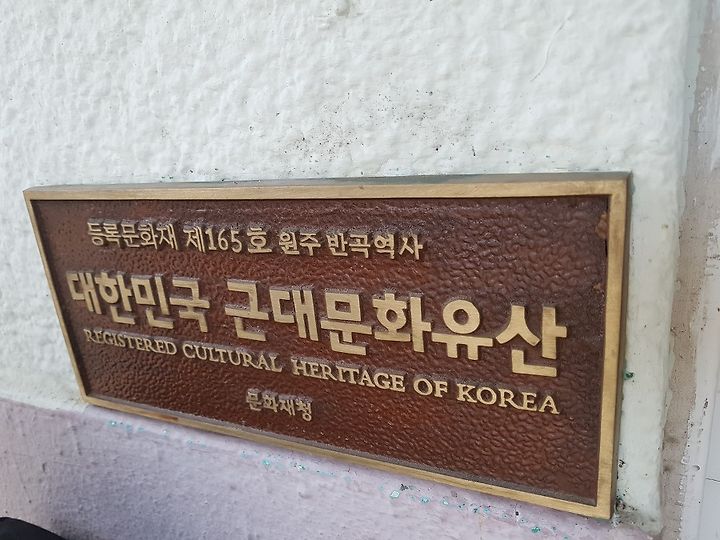 등록문화재 제165호 원주 반곡역사
대한민국 근대문화유산
REGISTERED CULTURAL HERITAGE OF KOREA
문화재청